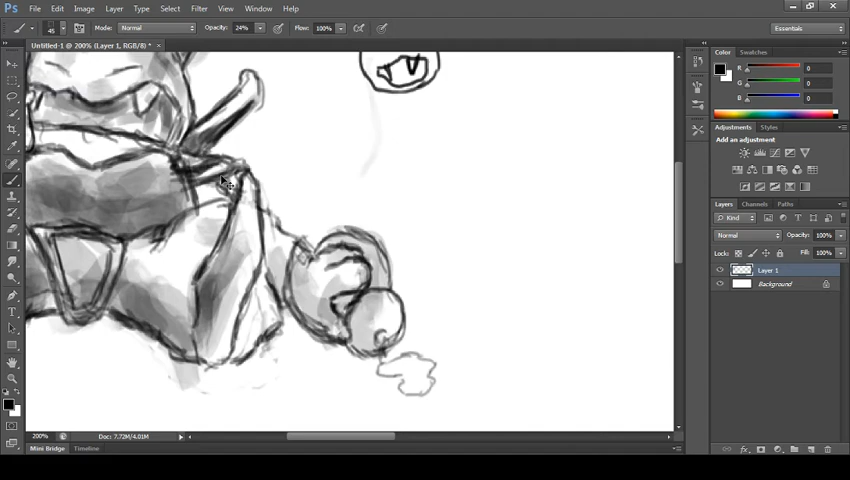 Ps File Edit Image Layer Type Select Filter View Window Help
45 Mode: Normal Opacity: 24% Flow: 100% Essentials
Untitled-1 @ 200% (Layer 1, RGB/8) * ×
Color Swatches
R 0
G 0
B 0
Adjustments Styles
Add an adjustment
Layers Channels Paths
Kind
Normal Opacity: 100%
Lock: Fill: 100%
Layer 1
Background
200% Doc: 7.72M/4.01M
Mini Bridge Timeline